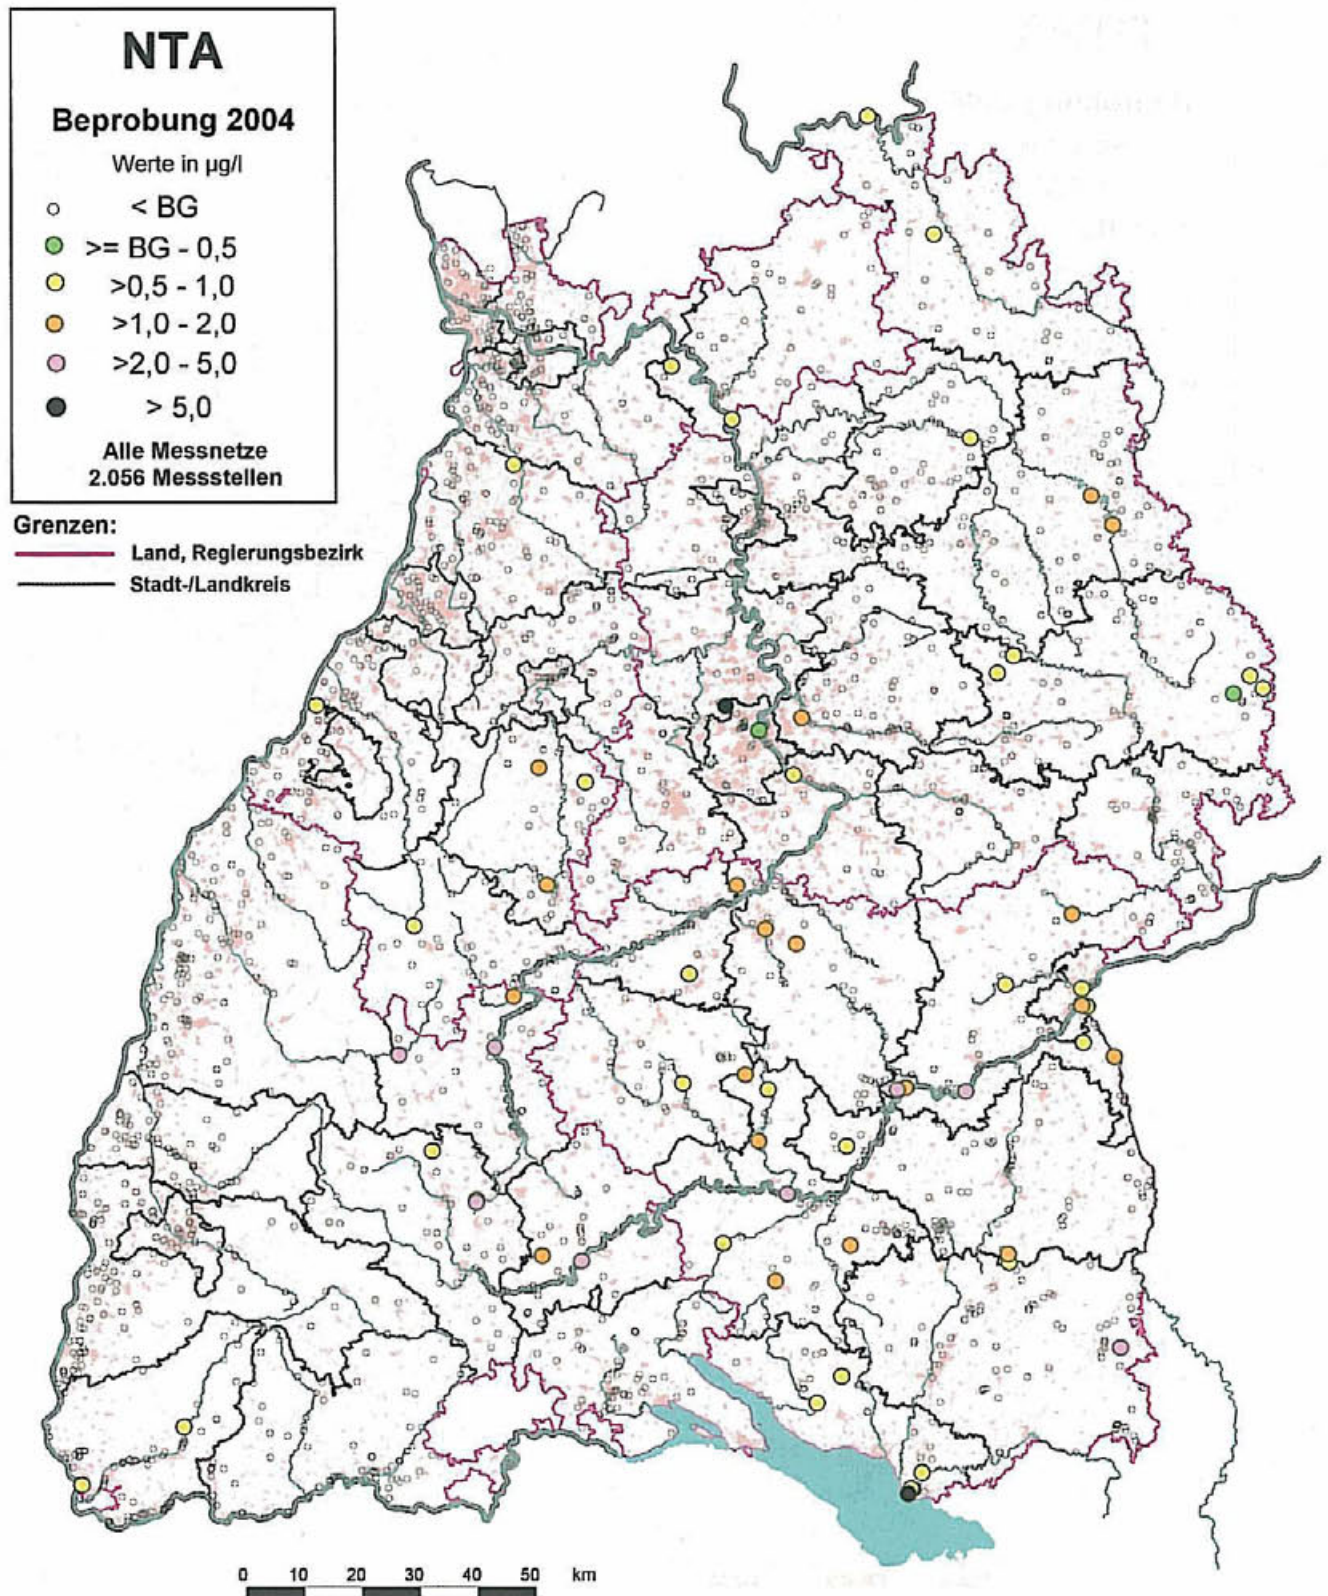 NTA
Beprobung 2004
Werte in µg/l
< BG
>= BG - 0,5
>0,5 - 1,0
>1,0 - 2,0
>2,0 - 5,0
> 5,0
Alle Messnetze
2.056 Messstellen
Grenzen:
Land, Regierungsbezirk
Stadt-/Landkreis
0 10 20 30 40 50 km